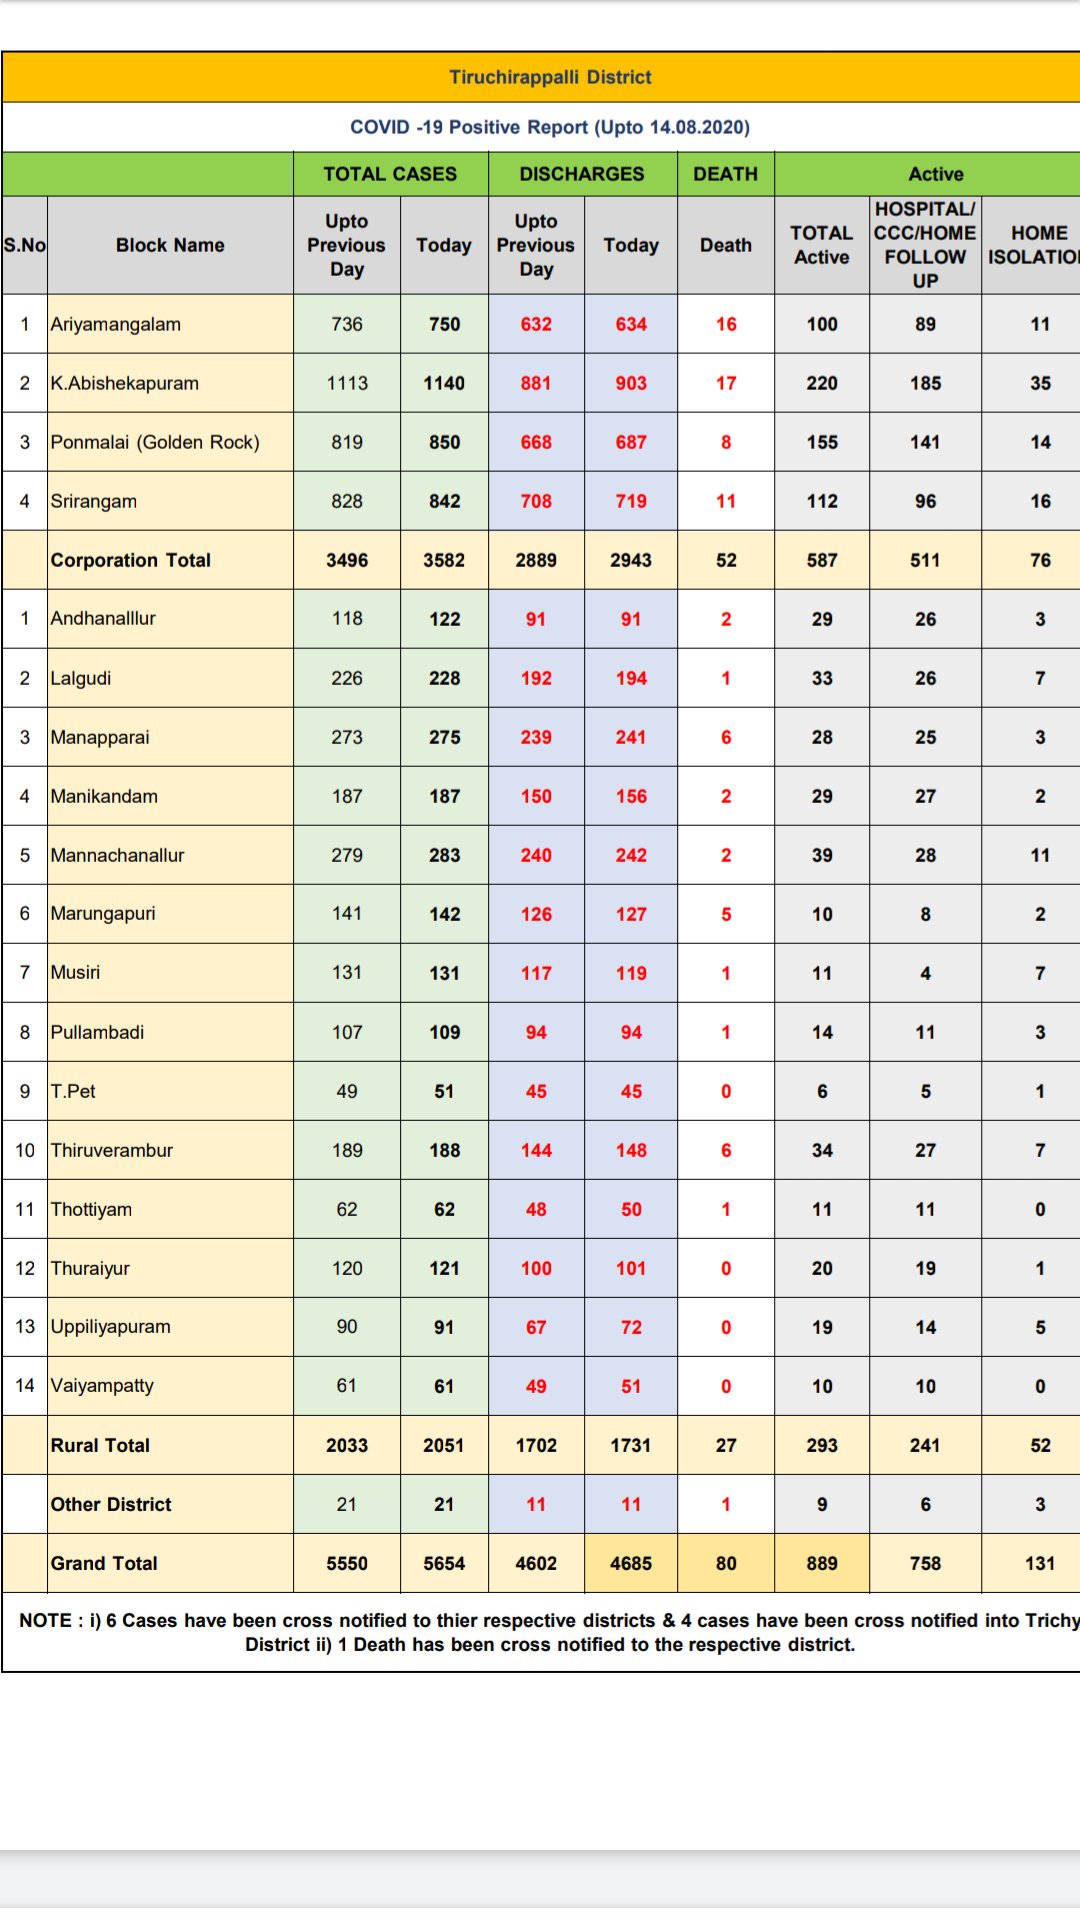 Tiruchirappalli District
COVID -19 Positive Report (Upto 14.08.2020)
TOTAL CASES DISCHARGES DEATH Active
S.No Block Name Upto Previous Day Today Upto Previous Day Today Death TOTAL Active HOSPITAL/ CCC/HOME FOLLOW UP HOME ISOLATIO
1 Ariyamangalam 736 750 632 634 16 100 89 11
2 K.Abishekapuram 1113 1140 881 903 17 220 185 35
3 Ponmalai (Golden Rock) 819 850 668 687 8 155 141 14
4 Srirangam 828 842 708 719 11 112 96 16
Corporation Total 3496 3582 2889 2943 52 587 511 76
1 Andhanalllur 118 122 91 91 2 29 26 3
2 Lalgudi 226 228 192 194 1 33 26 7
3 Manapparai 273 275 239 241 6 28 25 3
4 Manikandam 187 187 150 156 2 29 27 2
5 Mannachanallur 279 283 240 242 2 39 28 11
6 Marungapuri 141 142 126 127 5 10 8 2
7 Musiri 131 131 117 119 1 11 4 7
8 Pullambadi 107 109 94 94 1 14 11 3
9 T.Pet 49 51 45 45 0 6 5 1
10 Thiruverambur 189 188 144 148 6 34 27 7
11 Thottiyam 62 62 48 50 1 11 11 0
12 Thuraiyur 120 121 100 101 0 20 19 1
13 Uppiliyapuram 90 91 67 72 0 19 14 5
14 Vaiyampatty 61 61 49 51 0 10 10 0
Rural Total 2033 2051 1702 1731 27 293 241 52
Other District 21 21 11 11 1 9 6 3
Grand Total 5550 5654 4602 4685 80 889 758 131
NOTE : i) 6 Cases have been cross notified to thier respective districts & 4 cases have been cross notified into Trichy
District ii) 1 Death has been cross notified to the respective district.